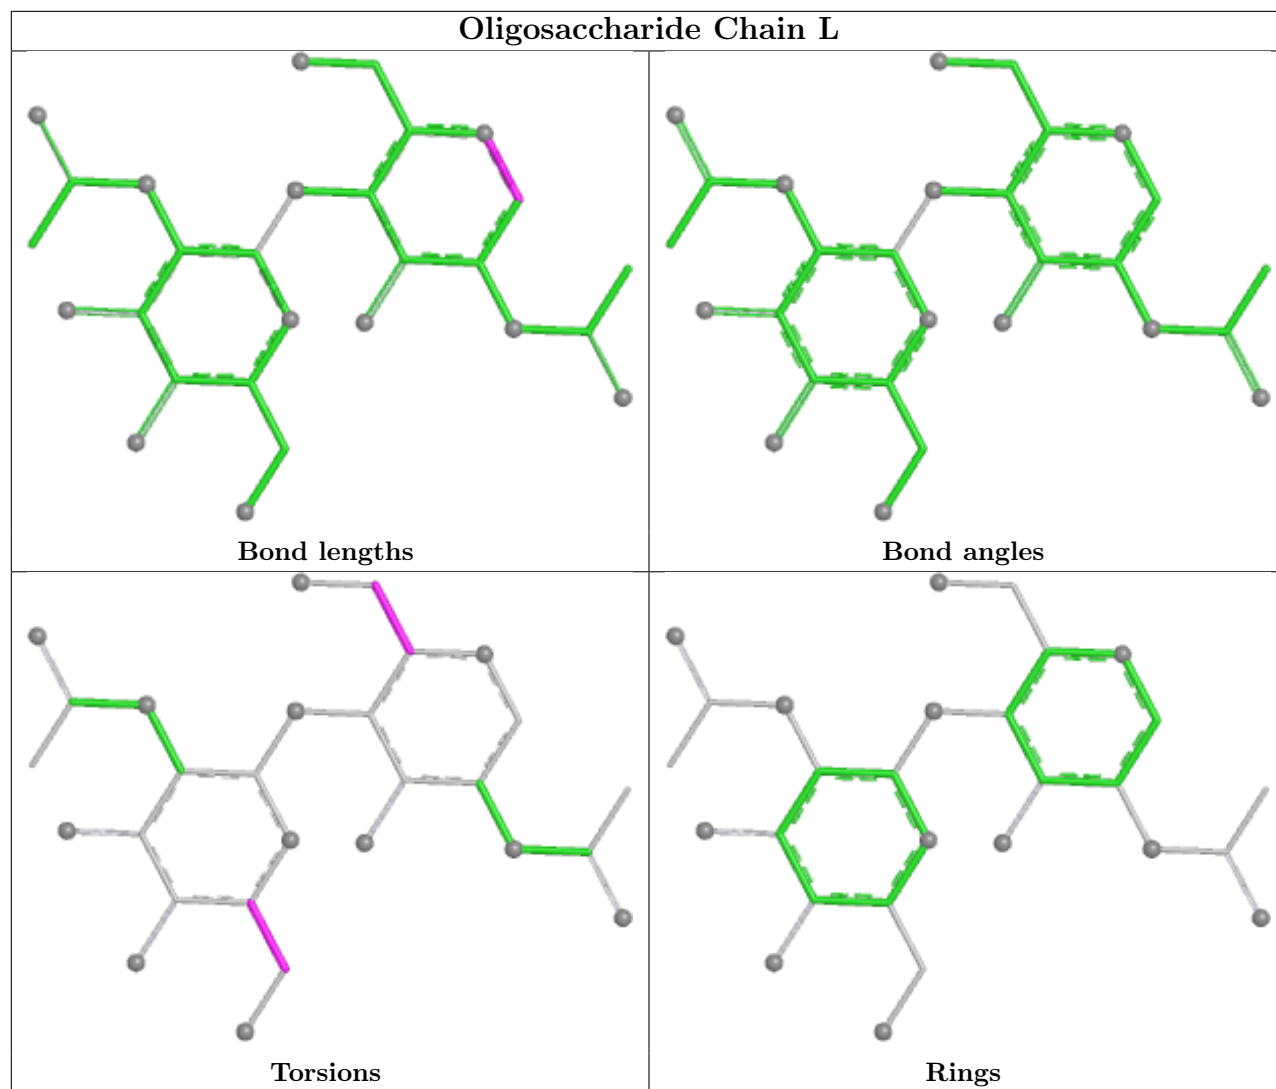 Oligosaccharide Chain L
Bond lengths
Bond angles
Torsions
Rings